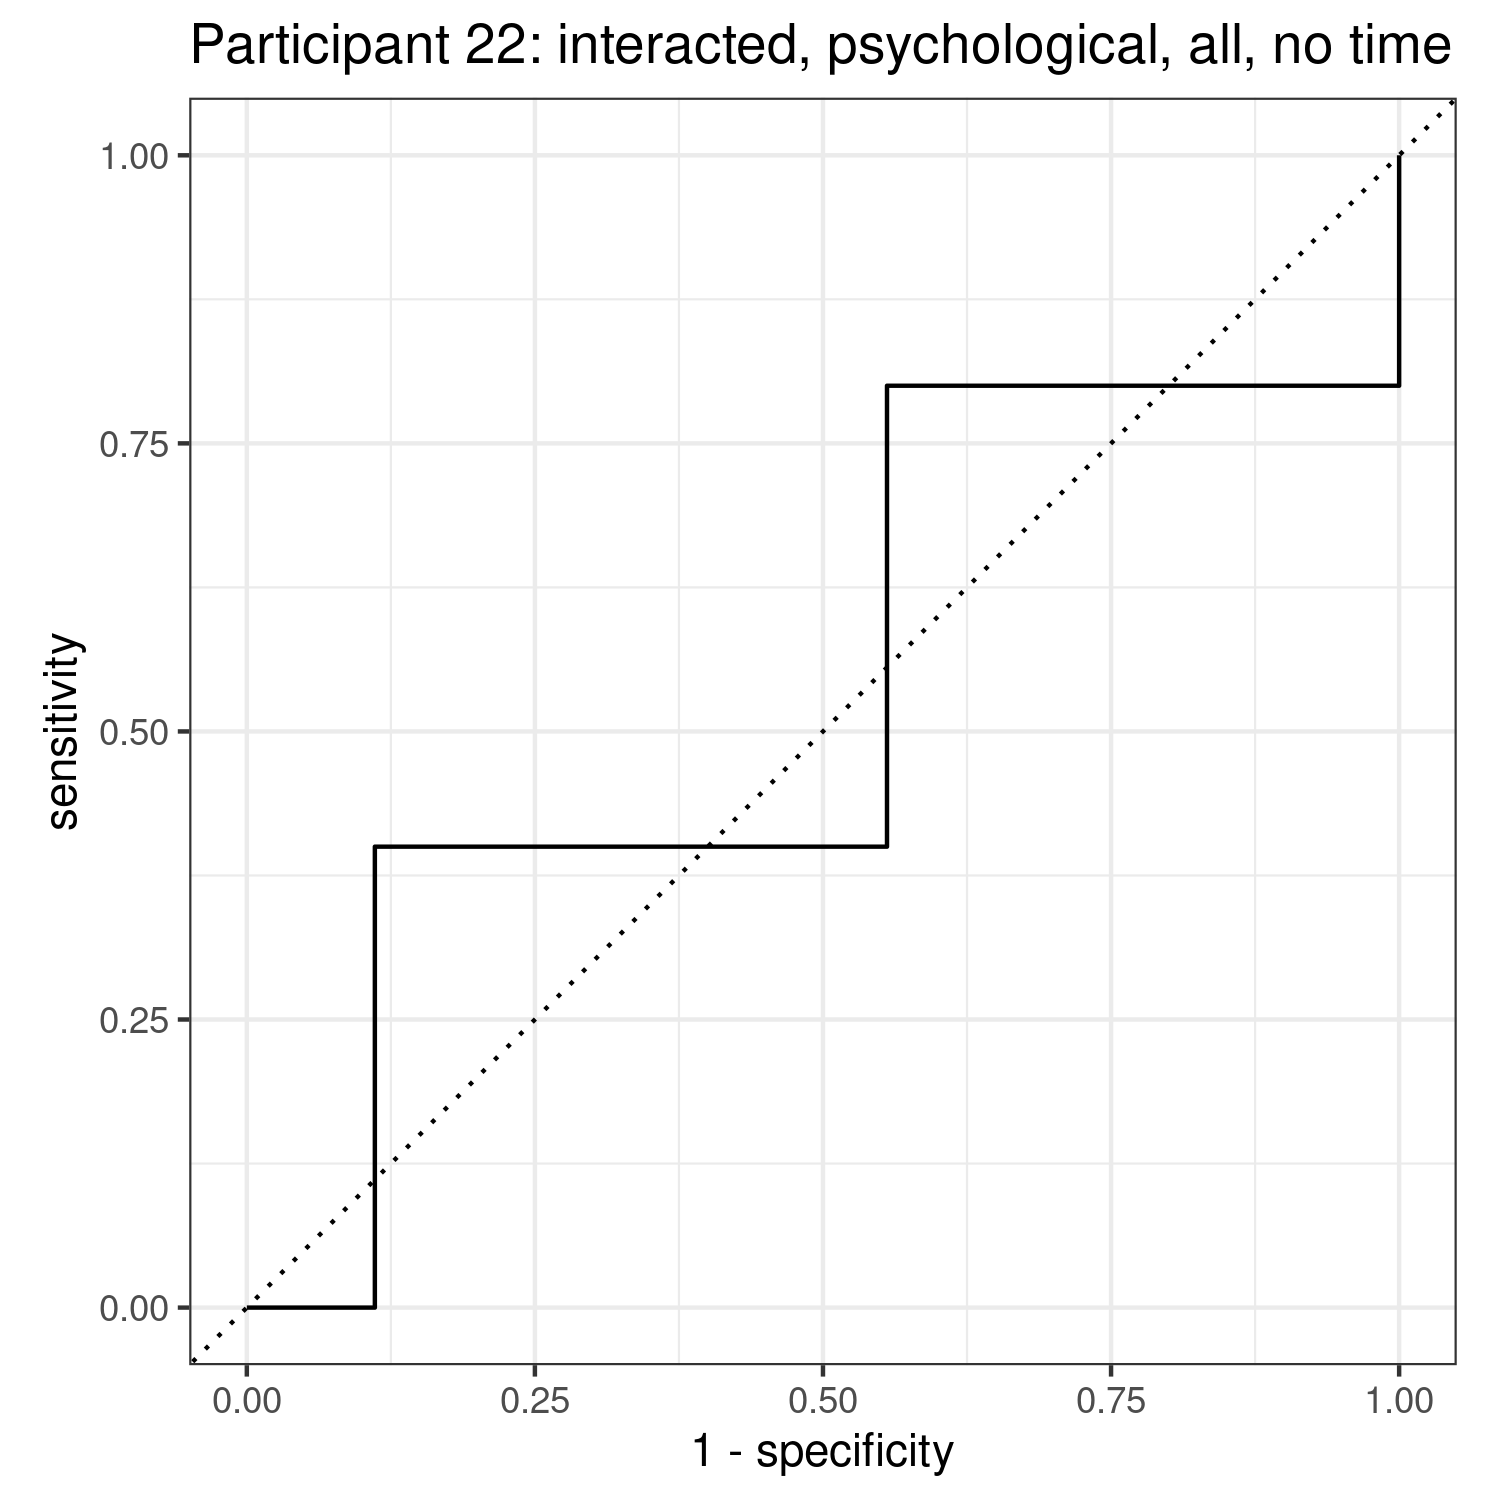 Participant 22: interacted, psychological, all, no time
1.00
0.75
0.50
0.25
0.00
sensitivity
0.00 0.25 0.50 0.75 1.00
1 - specificity